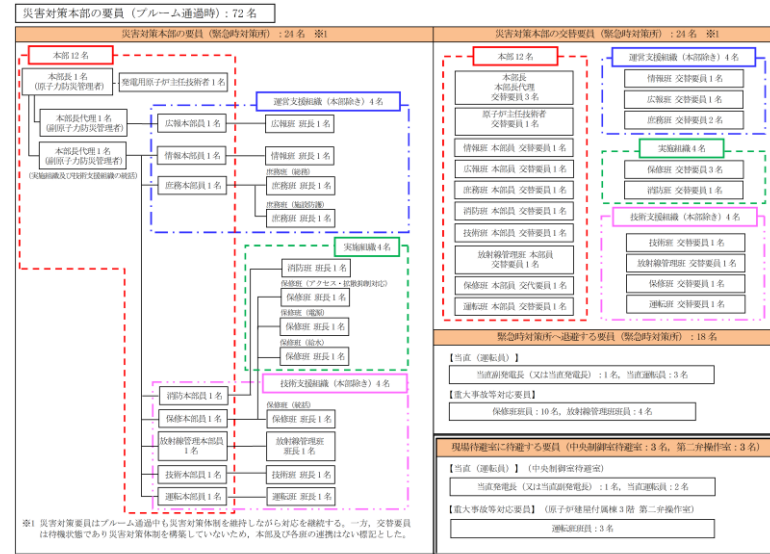 災害対策本部の要員（プルーム通過時）：72 名
災害対策本部の要員（緊急時対策所）：24 名　※1
本部 12 名
本部長 1 名
（原子力防災管理者）
発電用原子炉主任技術者 1 名
本部長代理 1 名
（副原子力防災管理者）
本部長代理 1 名
（副原子力防災管理者）
（実施組織及び技術支援組織の統括）
運営支援組織（本部除き）4 名
広報本部員 1 名
広報班 班長 1 名
情報本部員 1 名
情報班 班長 1 名
庶務本部員 1 名
庶務班（総務）
庶務班 班長 1 名
庶務班（施設防護）
庶務班 班長 1 名
実施組織 4 名
消防班 班長 1 名
保修班（アクセス・拡散抑制対応）
保修班 班長 1 名
保修班（電源）
保修班 班長 1 名
保修班（給水）
保修班 班長 1 名
技術支援組織（本部除き）4 名
消防本部員 1 名
保修本部員 1 名
保修班（統括）
保修班 班長 1 名
放射線管理本部員
1 名
放射線管理班
班長 1 名
技術本部員 1 名
技術班 班長 1 名
運転本部員 1 名
運転班 班長 1 名
※1 災害対策要員はプルーム通過中も災害対策体制を維持しながら対応を継続する。一方，交替要員
は待機状態であり災害対策体制を構築していないため，本部及び各班の連携はない標記とした。
災害対策本部の交替要員（緊急時対策所）：24 名　※1
本部 12 名
本部長
本部長代理
交替要員 3 名
原子炉主任技術者
交替要員 1 名
情報班 本部員 交替要員 1 名
広報班 本部員 交替要員 1 名
庶務班 本部員 交替要員 1 名
消防班 本部員 交替要員 1 名
技術班 本部員 交替要員 1 名
放射線管理班 本部員
交替要員 1 名
保修班 本部員 交代要員 1 名
運転班 本部員 交替要員 1 名
運営支援組織（本部除き）4 名
情報班 交替要員 1 名
広報班 交替要員 1 名
庶務班 交替要員 2 名
実施組織 4 名
保修班 交替要員 3 名
消防班 交替要員 1 名
技術支援組織（本部除き）4 名
技術班 交替要員 1 名
放射線管理班 交替要員 1 名
保修班 交替要員 1 名
運転班 交替要員 1 名
緊急時対策所へ退避する要員（緊急時対策所）：18 名
【当直（運転員）】
当直副発電長（又は当直発電長）：1 名，当直運転員：3 名
【重大事故等対応要員】
保修班班員：10 名，放射線管理班班員：4 名
現場待避室に待避する要員（中央制御室待避室：3 名，第二弁操作室：3 名）
【当直（運転員）】（中央制御室待避室）
当直発電長（又は当直副発電長）：1 名，当直運転員：2 名
【重大事故等対応要員】（原子炉建屋付属棟 3 階 第二弁操作室）
運転班班員：3 名